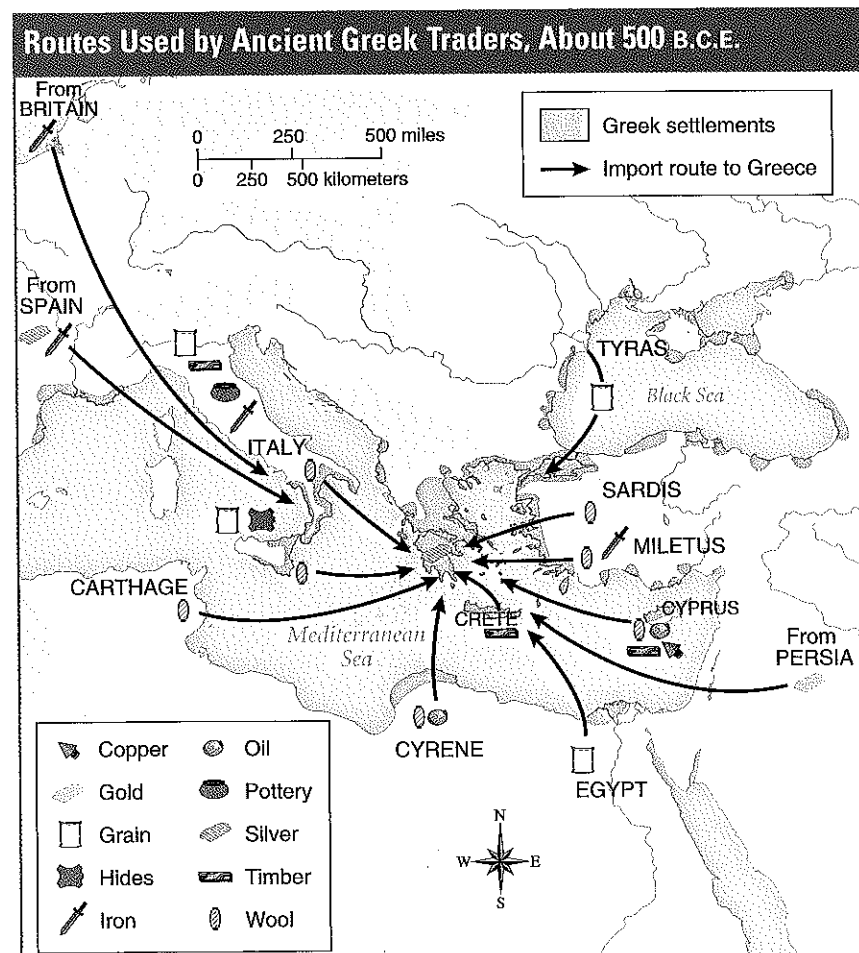 Routes Used by Ancient Greek Traders, About 500 B.C.E.
From
BRITAIN
0 250 500 miles
0 250 500 kilometers
Greek settlements
Import route to Greece
From
SPAIN
TYRAS
Black Sea
ITALY
SARDIS
MILETUS
CARTHAGE
CRETE
CYPRUS
Mediterranean
Sea
From
PERSIA
CYRENE
EGYPT
Copper
Gold
Grain
Hides
Iron
Oil
Pottery
Silver
Timber
Wool
N
W E
S